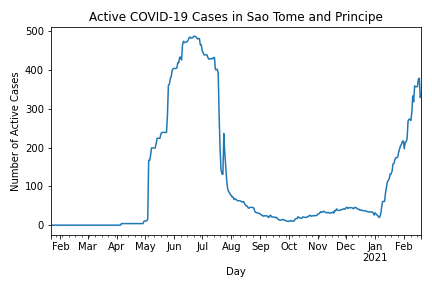 Active COVID-19 Cases in Sao Tome and Principe
Number of Active Cases
500
400
300
200
100
0
Feb Mar Apr May Jun Jul Aug Sep Oct Nov Dec Jan Feb
2021
Day